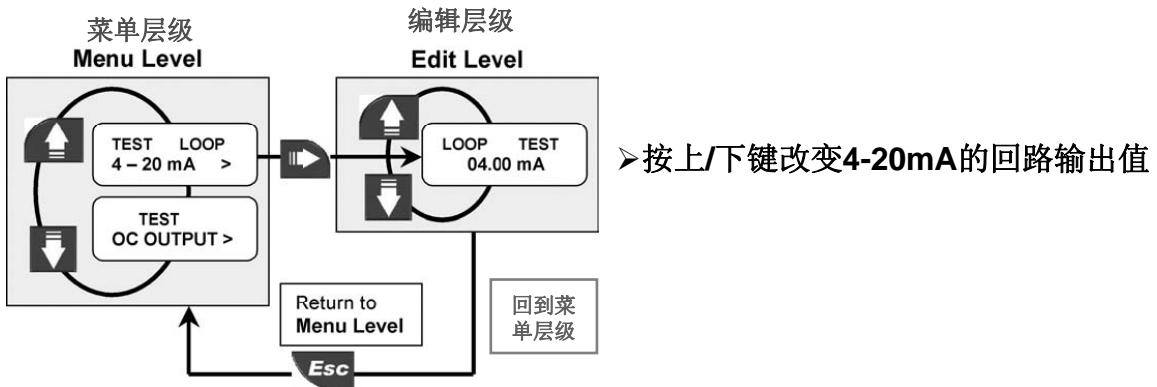 菜单层级
Menu Level
编辑层级
Edit Level
TEST LOOP
4 – 20 mA >
TEST
OC OUTPUT >
LOOP TEST
04.00 mA
➢按上/下键改变4-20mA的回路输出值
Return to
Menu Level
回到菜
单层级
Esc